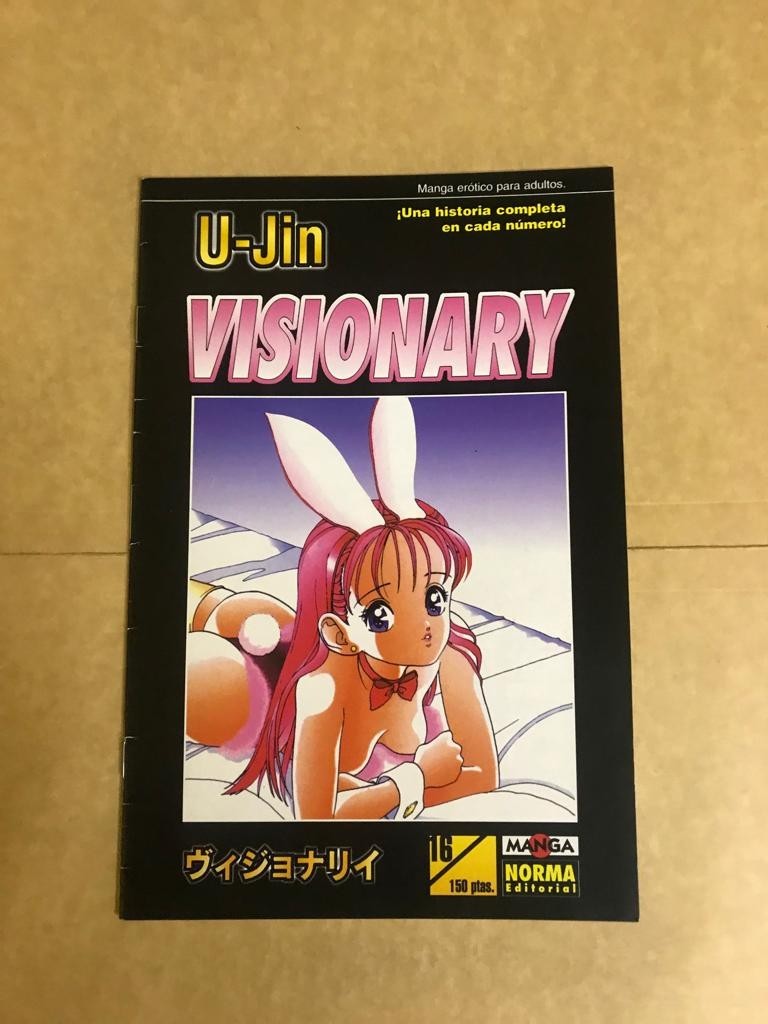 Manga erótico para adultos.
U-Jin
¡Una historia completa
en cada número!
VISIONARY
ヴィジョナリイ
16
150 ptas.
MANGA
NORMA
Editorial